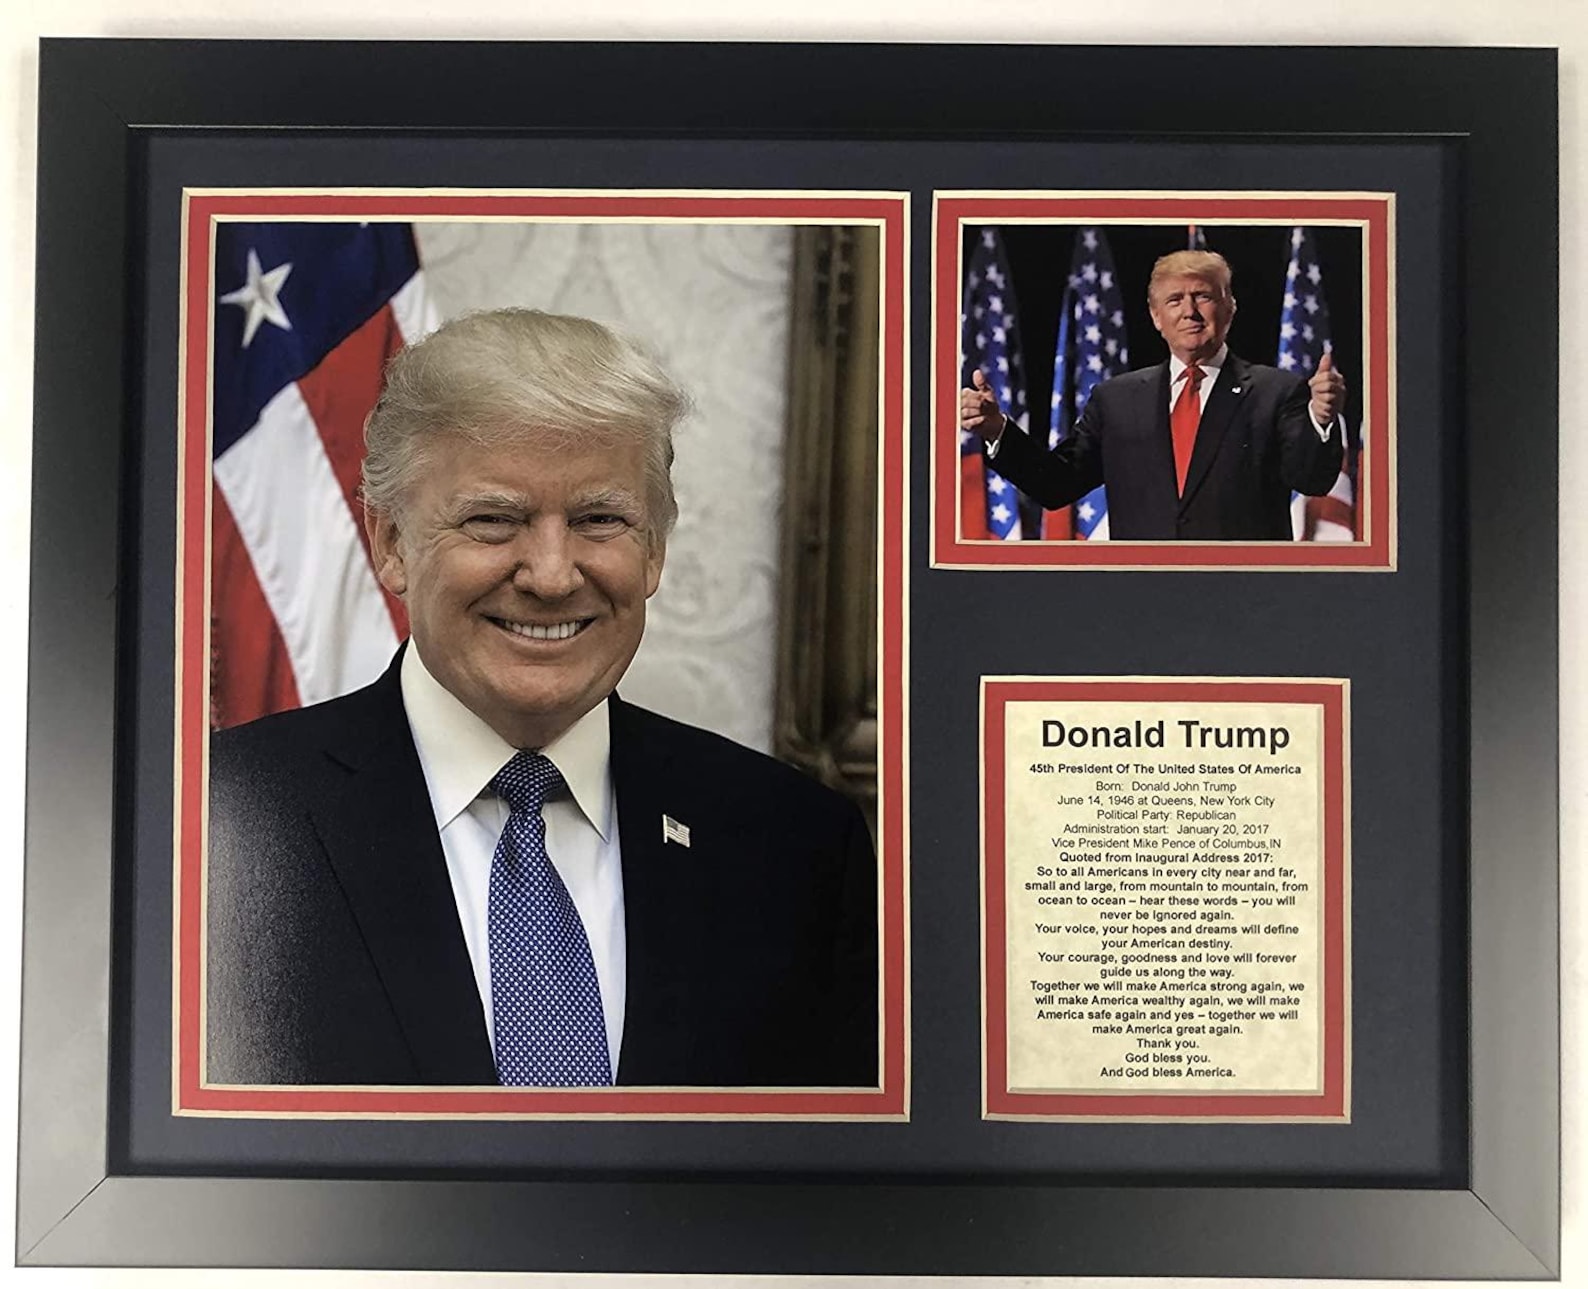 Donald Trump
45th President Of The United States Of America
Born: Donald John Trump
June 14, 1946 at Queens, New York City
Political Party: Republican
Administration start: January 20, 2017
Vice President Mike Pence of Columbus,IN
Quoted from Inaugural Address 2017:
So to all Americans in every city near and far,
small and large, from mountain to mountain, from
ocean to ocean – hear these words – you will
never be ignored again.
Your voice, your hopes and dreams will define
your American destiny.
Your courage, goodness and love will forever
guide us along the way.
Together we will make America strong again, we
will make America wealthy again, we will make
America safe again and yes – together we will
make America great again.
Thank you.
God bless you.
And God bless America.